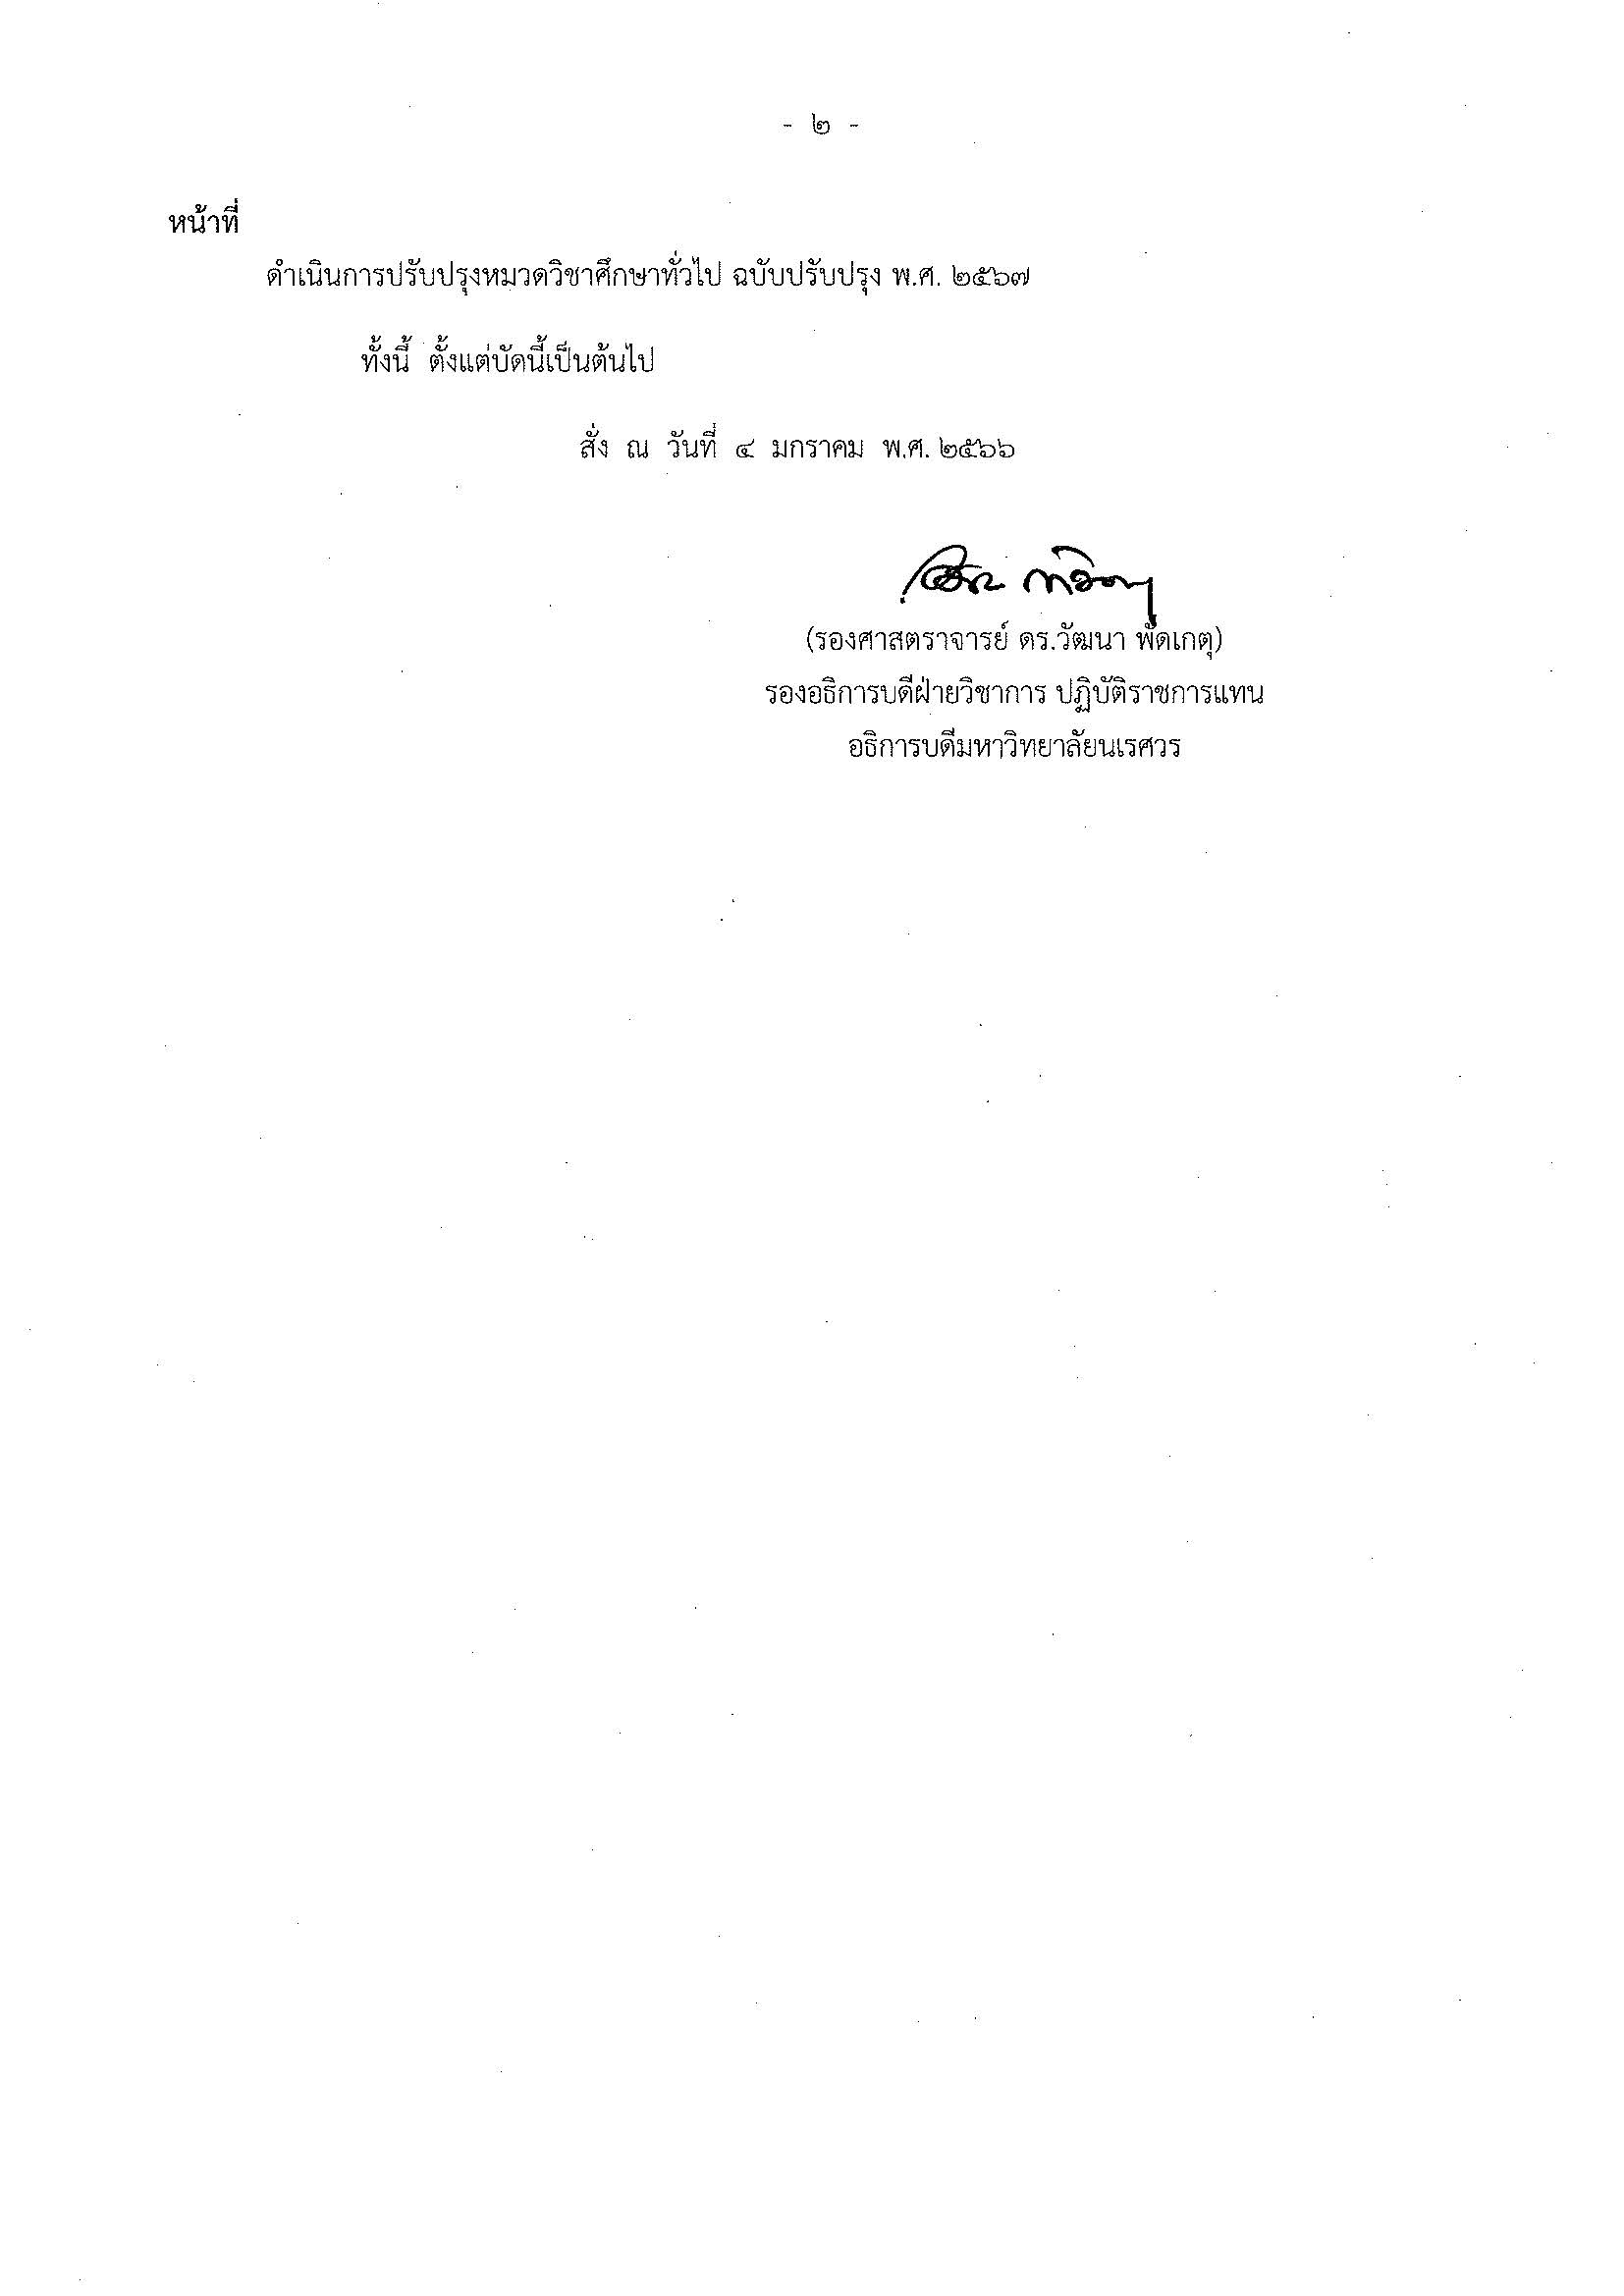 - ๒ -
หน้าที่
ดำเนินการปรับปรุงหมวดวิชาศึกษาทั่วไป ฉบับปรับปรุง พ.ศ. ๒๕๖๗
ทั้งนี้ ตั้งแต่บัดนี้เป็นต้นไป
สั่ง ณ วันที่ ๔ มกราคม พ.ศ. ๒๕๖๖
(รองศาสตราจารย์ ดร.วัฒนา พัดเกตุ)
รองอธิการบดีฝ่ายวิชาการ ปฏิบัติราชการแทน
อธิการบดีมหาวิทยาลัยนเรศวร